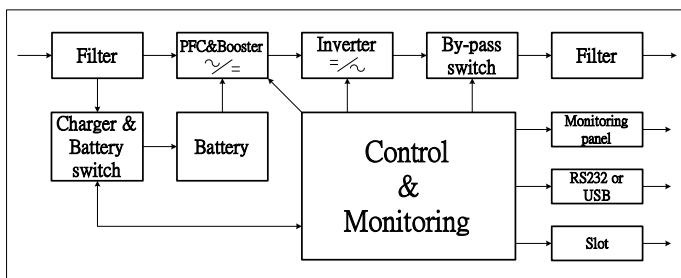 Filter
PFC&Booster
Inverter
By-pass
switch
Filter
Charger &
Battery
switch
Battery
Control
&
Monitoring
Monitoring
panel
RS232 or
USB
Slot